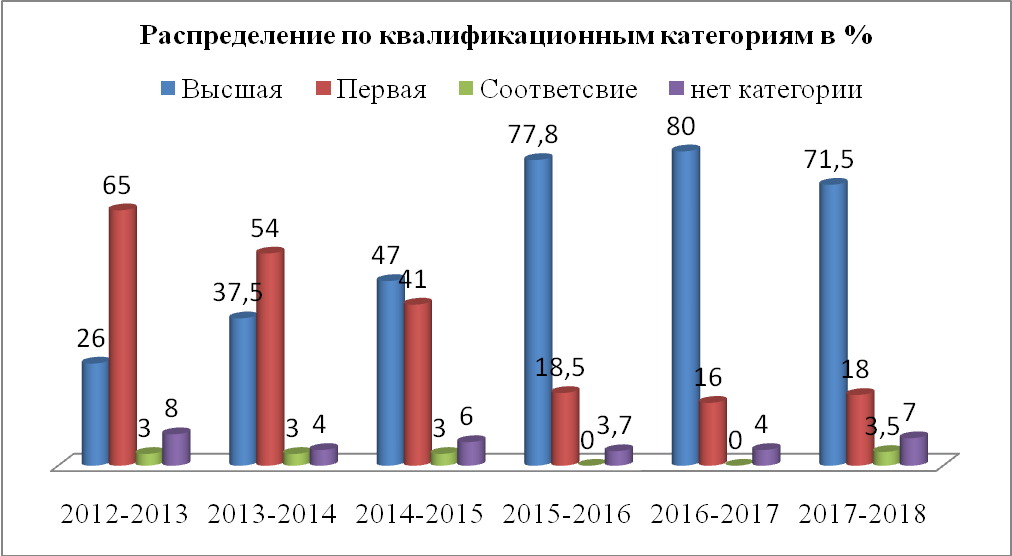 Распределение по квалификационным категориям в %
Высшая Первая Соответсвие нет категории
26 65 3 8 37,5 54 3 4 47 41 3 6 77,8 18,5 0 3,7 80 16 0 4 71,5 18 3,5 7
2012-2013 2013-2014 2014-2015 2015-2016 2016-2017 2017-2018